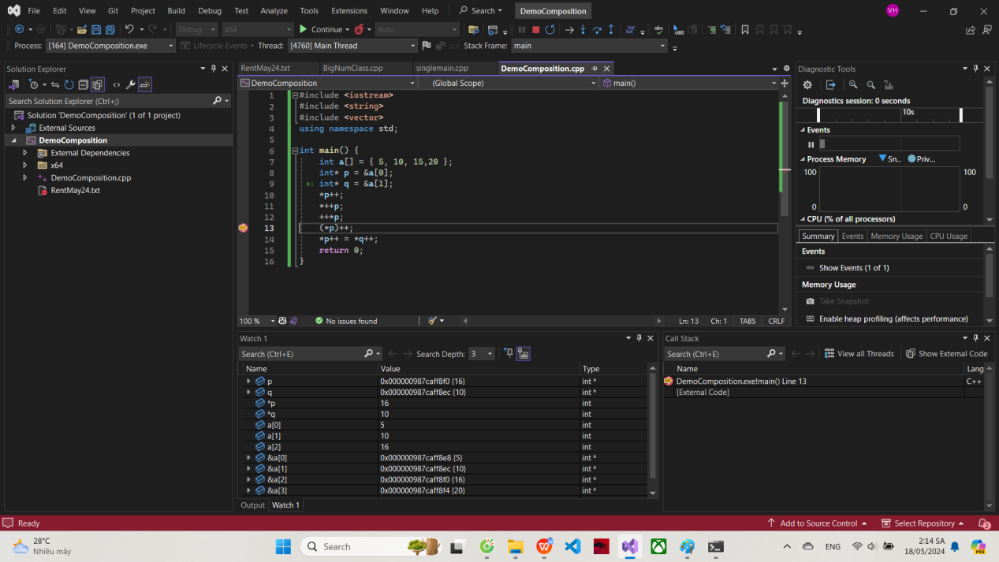 File Edit View Git Project Build Debug Test Analyze Tools Extensions Window Help Search DemoComposition VH
Debug x64 Continue Auto
Process: [164] DemoComposition.exe Lifecycle Events Thread: [4760] Main Thread Stack Frame: main
Solution Explorer
Search Solution Explorer (Ctrl+;)
Solution 'DemoComposition' (1 of 1 project)
External Sources
DemoComposition
External Dependencies
x64
DemoComposition.cpp
RentMay24.txt
RentMay24.txt BigNumClass.cpp singlemain.cpp DemoComposition.cpp
DemoComposition (Global Scope) main()
1 #include <iostream>
2 #include <string>
3 #include <vector>
4 using namespace std;
5
6 int main() {
7 int a[] = { 5, 10, 15,20 };
8 int* p = &a[0];
9 int* q = &a[1];
10 *p++;
11 *++p;
12 ++*p;
13 (*p)++;
14 *p++ = *q++;
15 return 0;
16 }
100 % No issues found Ln: 13 Ch: 1 TABS CRLF
Diagnostic Tools
Diagnostics session: 0 seconds
10s
Events
Process Memory Sn.. Priv...
100 100
0 0
CPU (% of all processors)
Summary Events Memory Usage CPU Usage
Events
Show Events (1 of 1)
Memory Usage
Take Snapshot
Enable heap profiling (affects performance)
Watch 1
Search (Ctrl+E) Search Depth: 3
Name Value Type
p 0x000000987caff8f0 {16} int *
q 0x000000987caff8ec {10} int *
*p 16 int
*q 10 int
a[0] 5 int
a[1] 10 int
a[2] 16 int
&a[0] 0x000000987caff8e8 {5} int *
&a[1] 0x000000987caff8ec {10} int *
&a[2] 0x000000987caff8f0 {16} int *
&a[3] 0x000000987caff8f4 {20} int *
Output Watch 1
Call Stack
Search (Ctrl+E) View all Threads Show External Code
Name Lang
DemoComposition.exe!main() Line 13 C++
[External Code]
Ready Add to Source Control Select Repository 2
28°C
Nhiều mây
Search
ENG
2:14 SA
18/05/2024
PRE